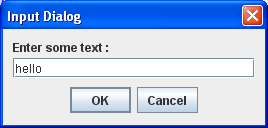 Input Dialog
Enter some text :
hello
OK Cancel